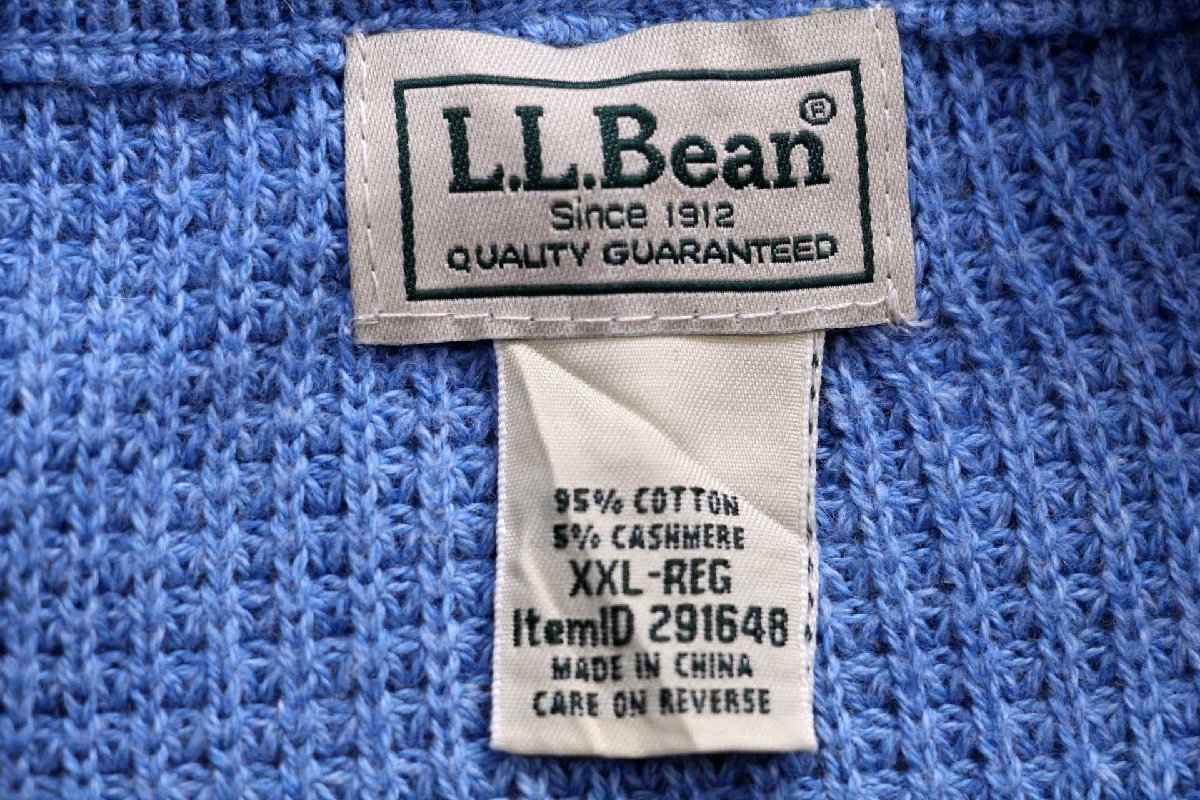 L.L.Bean®
Since 1912
QUALITY GUARANTEED
95% COTTON
5% CASHMERE
XXL-REG
ItemID 291648
MADE IN CHINA
CARE ON REVERSE